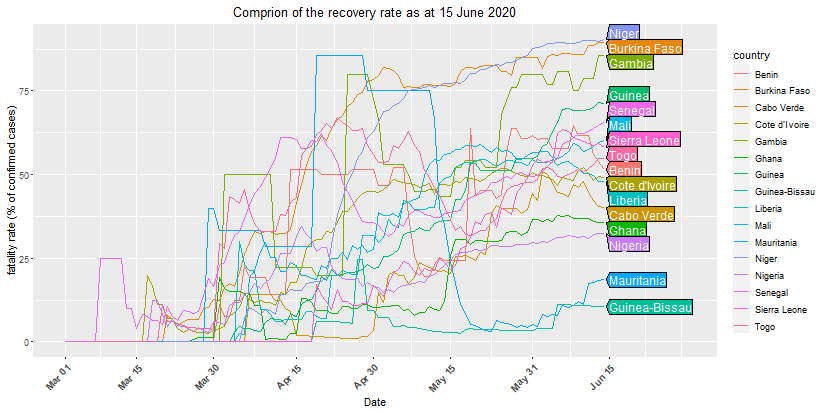 Comprion of the recovery rate as at 15 June 2020
fatality rate (% of confirmed cases)
75
50
25
0
Niger
Burkina Faso
Gambia
Guinea
Senegal
Mali
Sierra Leone
Togo
Benin
Cote d'Ivoire
Liberia
Cabo Verde
Ghana
Nigeria
Mauritania
Guinea-Bissau
Mar 01
Mar 15
Mar 30
Apr 15
Apr 30
May 15
May 31
Jun 15
Date
country
Benin
Burkina Faso
Cabo Verde
Cote d'Ivoire
Gambia
Ghana
Guinea
Guinea-Bissau
Liberia
Mali
Mauritania
Niger
Nigeria
Senegal
Sierra Leone
Togo